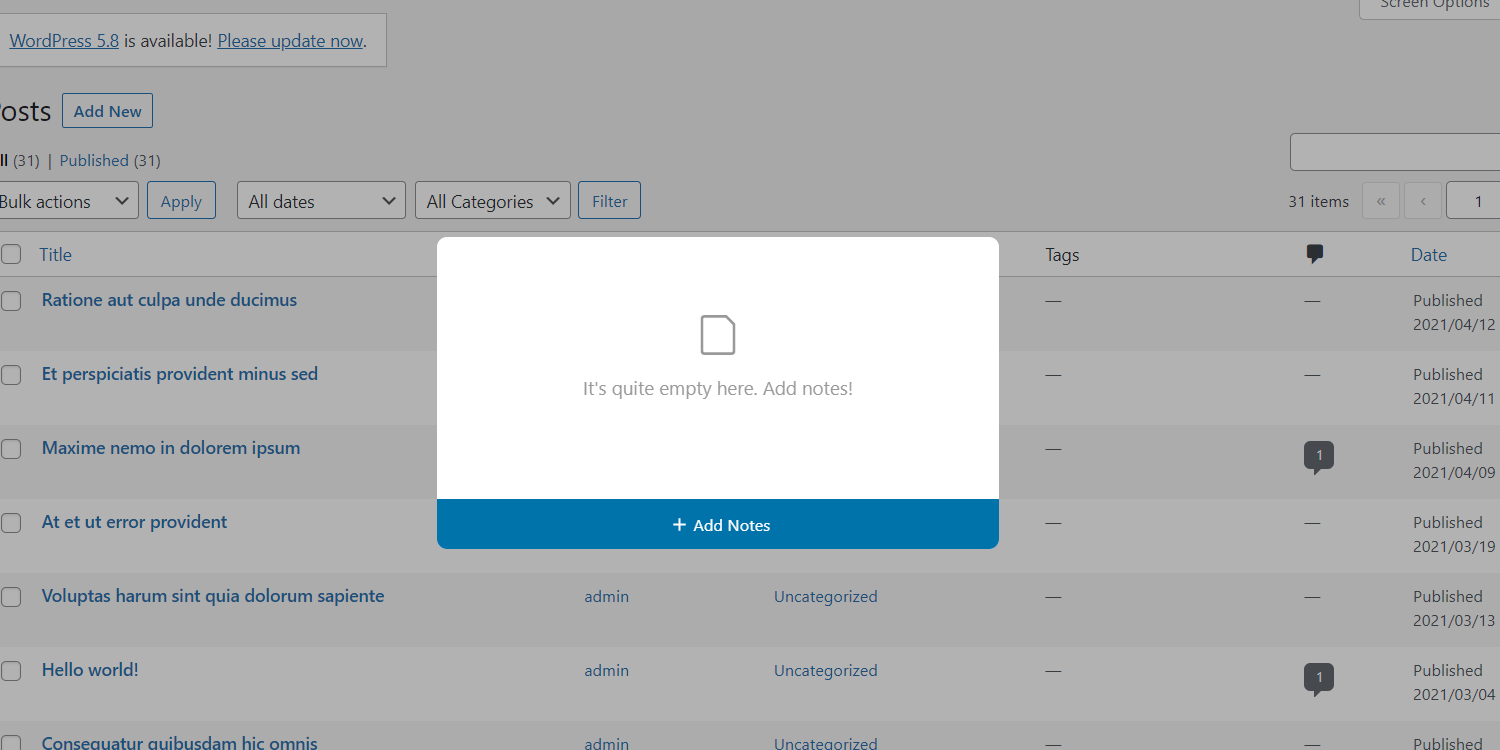 Screen Options
WordPress 5.8 is available! Please update now.
Posts Add New
All (31) | Published (31)
Bulk actions Apply All dates All Categories Filter 31 items « ‹ 1
Title Tags Date
Ratione aut culpa unde ducimus — — Published
2021/04/12
Et perspiciatis provident minus sed — — Published
2021/04/11
It's quite empty here. Add notes!
Maxime nemo in dolorem ipsum — 1 Published
2021/04/09
At et ut error provident — — Published
2021/03/19
+ Add Notes
Voluptas harum sint quia dolorum sapiente admin Uncategorized — — Published
2021/03/13
Hello world! admin Uncategorized — 1 Published
2021/03/04
Consequatur quibusdam hic omnis admin Uncategorized — — Published